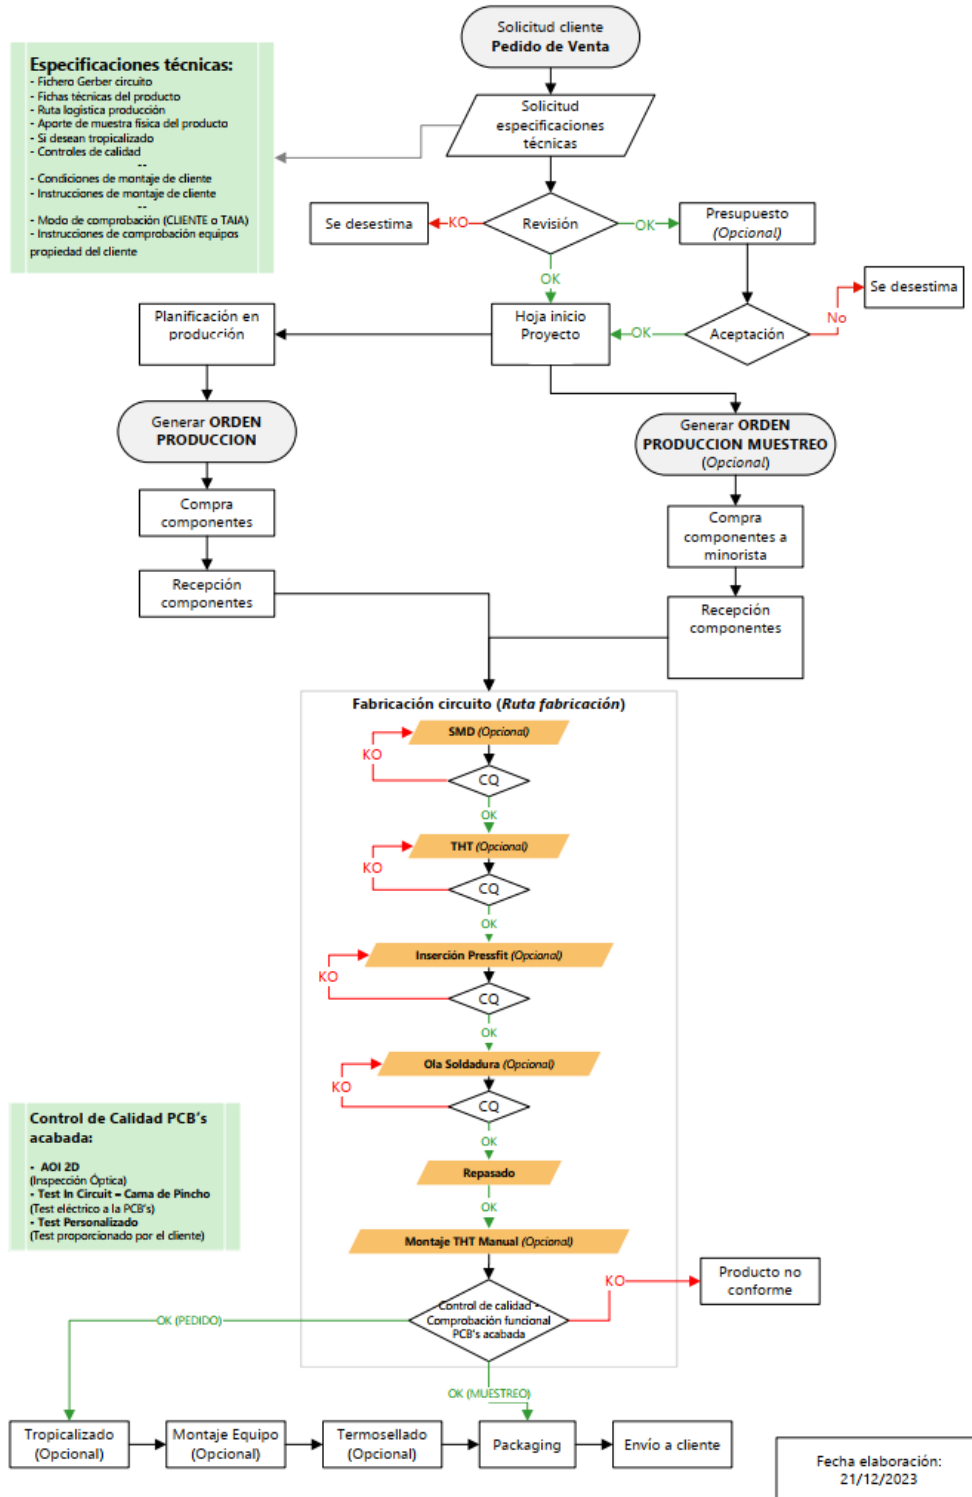 Solicitud cliente
Pedido de Venta
Especificaciones técnicas:
- Fichero Gerber circuito
- Fichas técnicas del producto
- Ruta logística producción
- Aporte de muestra física del producto
- Si desean tropicalizado
- Controles de calidad
--
- Condiciones de montaje de cliente
- Instrucciones de montaje de cliente
--
- Modo de comprobación (CLIENTE o TAIA)
- Instrucciones de comprobación equipos
propiedad del cliente
Solicitud
especificaciones
técnicas
Se desestima
KO
Revisión
OK
Presupuesto
(Opcional)
OK
Se desestima
Planificación en
producción
Hoja inicio
Proyecto
OK
Aceptación
No
Generar ORDEN
PRODUCCION
Generar ORDEN
PRODUCCION MUESTREO
(Opcional)
Compra
componentes
Compra
componentes a
minorista
Recepción
componentes
Recepción
componentes
Fabricación circuito (Ruta fabricación)
SMD (Opcional)
KO
CQ
OK
THT (Opcional)
KO
CQ
OK
Inserción Pressfit (Opcional)
KO
CQ
OK
Ola Soldadura (Opcional)
KO
CQ
OK
Repasado
OK
Montaje THT Manual (Opcional)
Control de Calidad PCB's
acabada:
- AOI 2D
(Inspección Óptica)
- Test In Circuit – Cama de Pincho
(Test eléctrico a la PCB's)
- Test Personalizado
(Test proporcionado por el cliente)
KO
Producto no
conforme
Control de calidad -
Comprobación funcional
PCB's acabada
OK (PEDIDO)
OK (MUESTREO)
Tropicalizado
(Opcional)
Montaje Equipo
(Opcional)
Termosellado
(Opcional)
Packaging
Envío a cliente
Fecha elaboración:
21/12/2023